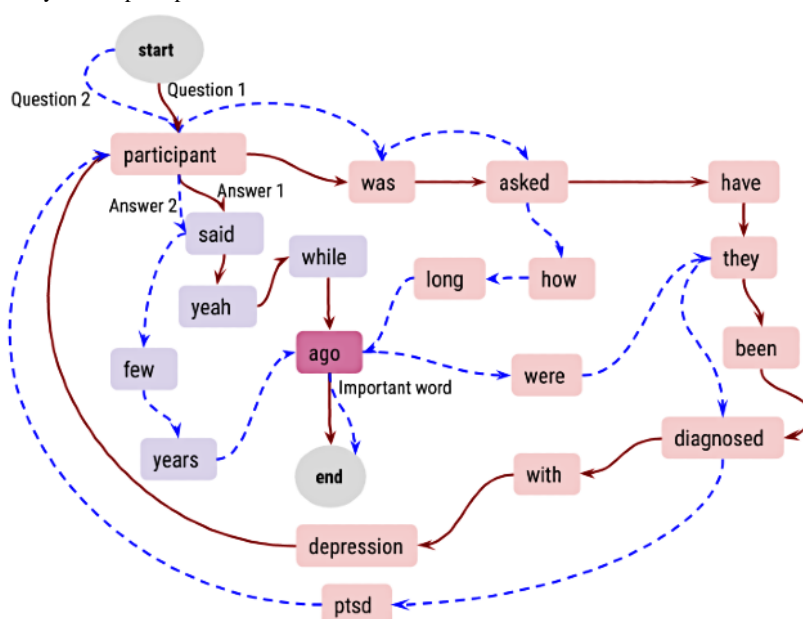 start
Question 2
Question 1
participant
was
asked
have
Answer 1
Answer 2
said
while
they
long
how
yeah
ago
been
few
were
Important word
years
diagnosed
end
with
depression
ptsd